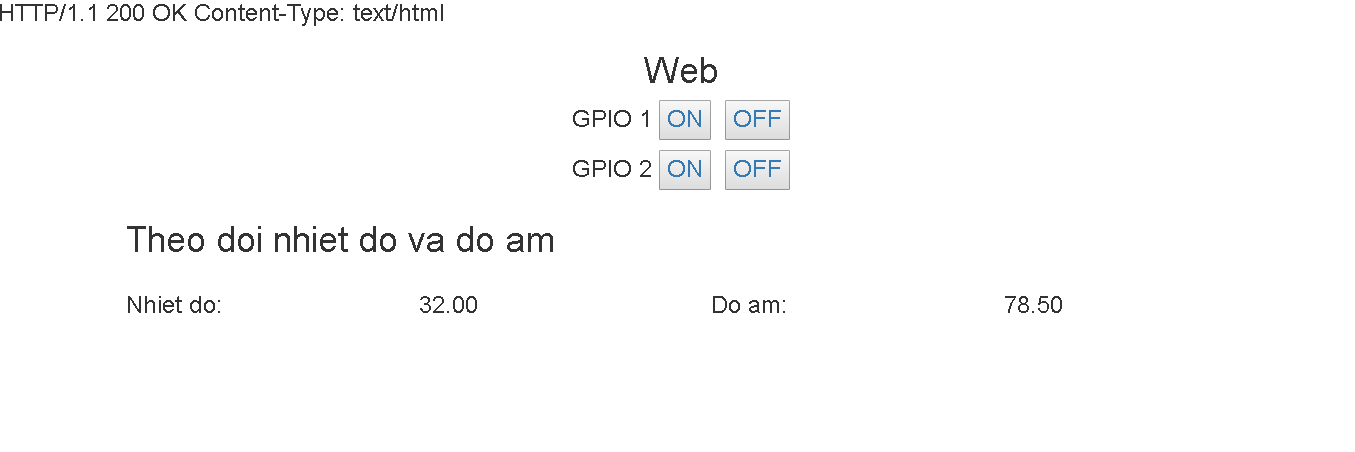 HTTP/1.1 200 OK Content-Type: text/html
Web
GPIO 1 ON OFF
GPIO 2 ON OFF
Theo doi nhiet do va do am
Nhiet do: 32.00 Do am: 78.50